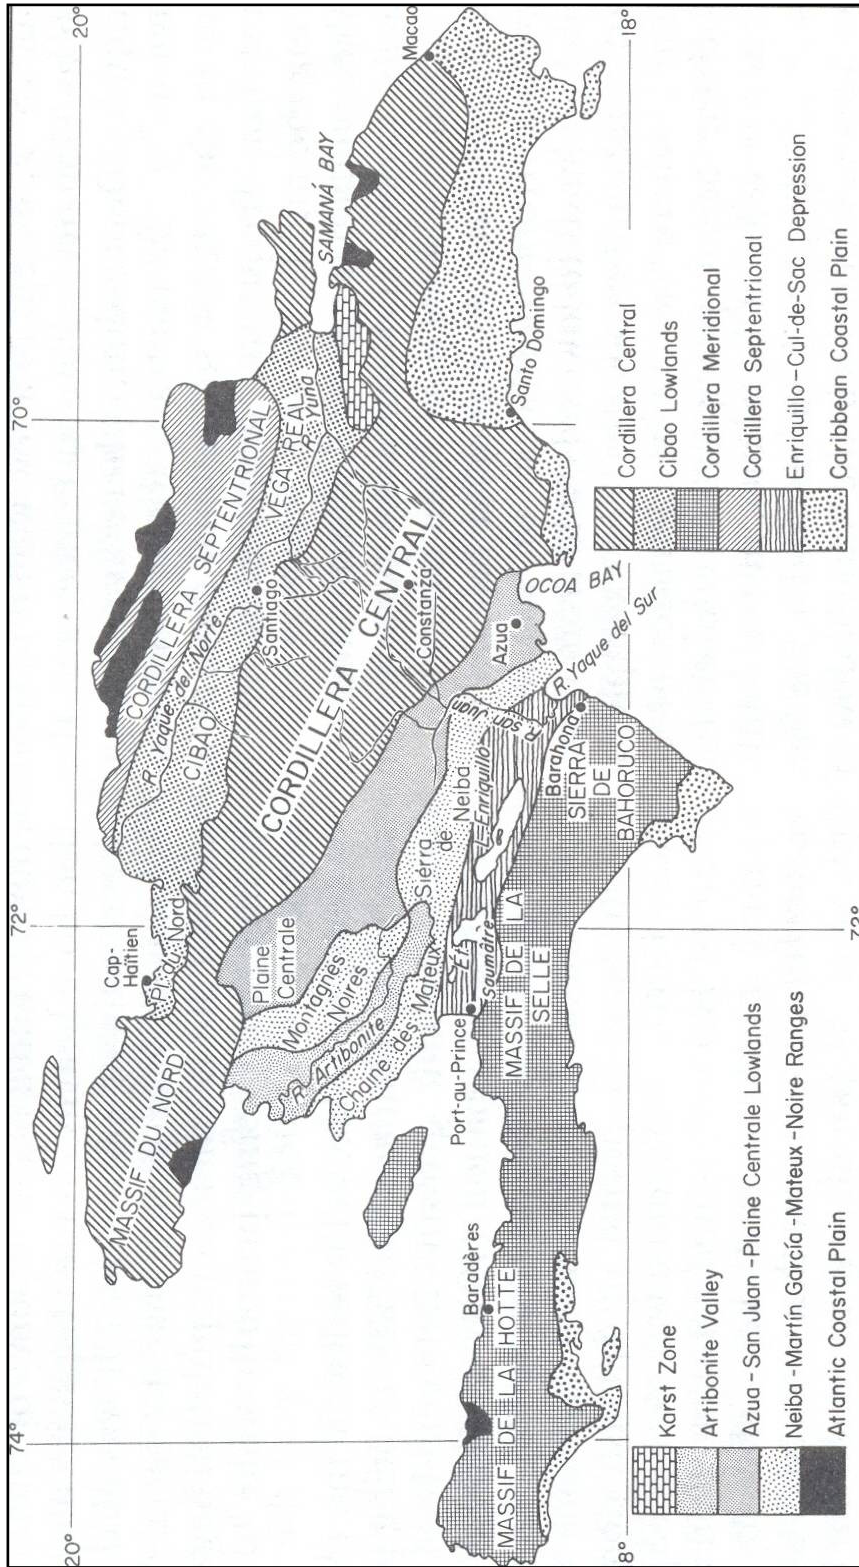 74°
72°
70°
20°
20°
Cap-
Haïtien
Pl. du Nord
MASSIF DU NORD
CORDILLERA SEPTENTRIONAL
R. Yaque del Norte
CIBAO
Santiago
VEGA REAL
R. Yuna
SAMANÁ BAY
Macao
Plaine
Centrale
Montagnes
Noires
R. Artibonite
Chaine des Mateux
CORDILLERA CENTRAL
Constanza
Sierra de Neiba
R. San Juan
L. Enriquillo
Azua
OCOA BAY
Santo Domingo
Port-au-Prince
Ét. Saumâtre
R. Yaque del Sur
Barahona
SIERRA
DE
BAHORUCO
MASSIF DE LA
SELLE
Baradères
MASSIF DE LA HOTTE
8°
18°
Karst Zone
Artibonite Valley
Azua-San Juan-Plaine Centrale Lowlands
Neiba-Martín García-Mateux-Noire Ranges
Atlantic Coastal Plain
Cordillera Central
Cibao Lowlands
Cordillera Meridional
Cordillera Septentrional
Enriquillo-Cul-de-Sac Depression
Caribbean Coastal Plain